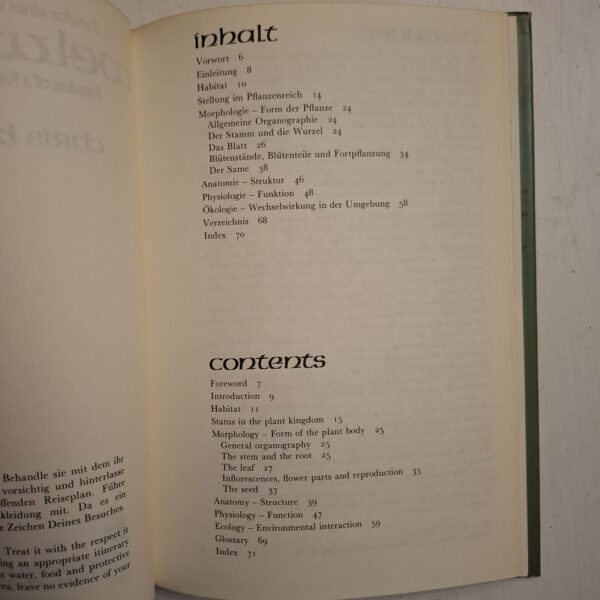 Behandle sie mit dem ihr
vorsichtig und hinterlasse
ffenden Reiseplan. Führe
kleidung mit. Da es ein
e Zeichen Deines Besuches.
Treat it with the respect it
ing an appropriate itinerary
t water, food and protective
ea, leave no evidence of your
inhalt
Vorwort 6
Einleitung 8
Habitat 10
Stellung im Pflanzenreich 14
Morphologie – Form der Pflanze 24
Allgemeine Organographie 24
Der Stamm und die Wurzel 24
Das Blatt 26
Blütenstände, Blütenteile und Fortpflanzung 34
Der Same 38
Anatomie – Struktur 46
Physiologie – Funktion 48
Ökologie – Wechselwirkung in der Umgebung 58
Verzeichnis 68
Index 70
contents
Foreword 7
Introduction 9
Habitat 11
Status in the plant kingdom 15
Morphology – Form of the plant body 25
General organography 25
The stem and the root 25
The leaf 27
Inflorescences, flower parts and reproduction 35
The seed 37
Anatomy – Structure 39
Physiology – Function 47
Ecology – Environmental interaction 59
Glossary 69
Index 71